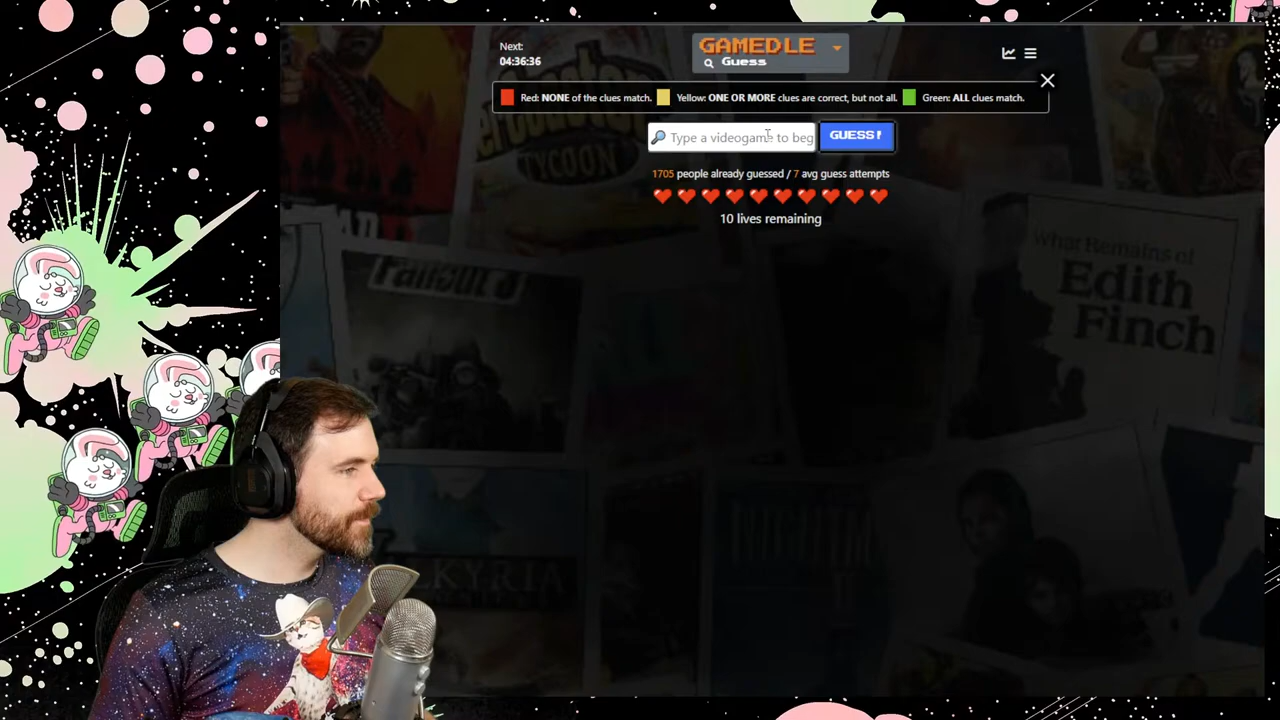 Next:
04:36:36
GAMEDLE
Guess
Red: NONE of the clues match.
Yellow: ONE OR MORE clues are correct, but not all.
Green: ALL clues match.
Type a videogame to beg
GUESS!
1705 people already guessed / 7 avg guess attempts
10 lives remaining
TYCOON
Fallout 3
What Remains of
Edith
Finch